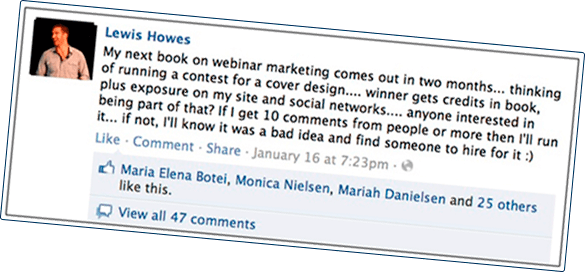 Lewis Howes
My next book on webinar marketing comes out in two months... thinking
of running a contest for a cover design.... winner gets credits in book,
plus exposure on my site and social networks.... anyone interested in
being part of that? If I get 10 comments from people or more then I'll run
it... if not, I'll know it was a bad idea and find someone to hire for it :)
Like · Comment · Share · January 16 at 7:23pm ·
Maria Elena Botei, Monica Nielsen, Mariah Danielsen and 25 others
like this.
View all 47 comments